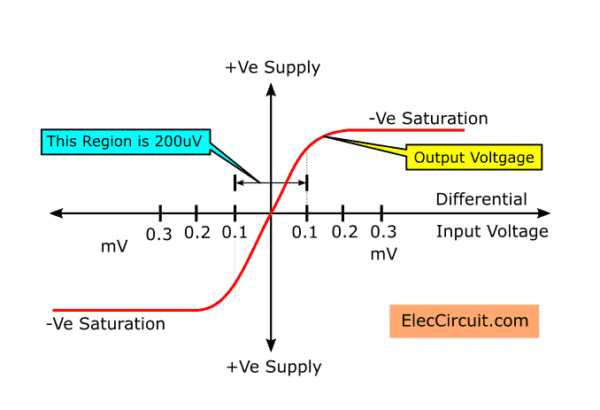 +Ve Supply
-Ve Saturation
This Region is 200uV
Output Voltgage
Differential
Input Voltage
0.3 0.2 0.1 0.1 0.2 0.3
mV mV
ElecCircuit.com
-Ve Saturation
+Ve Supply